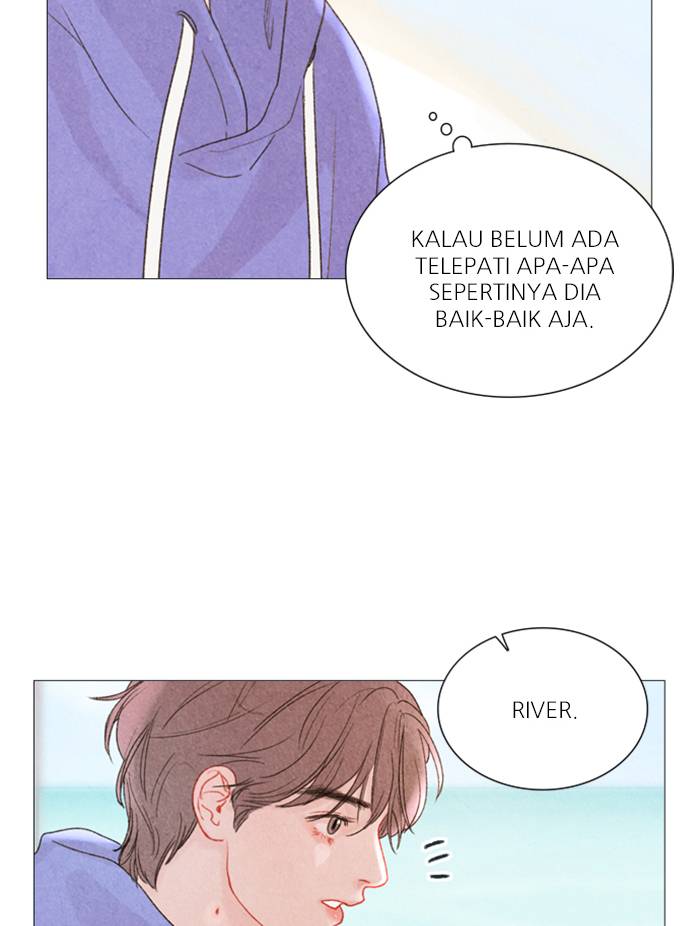 KALAU BELUM ADA
TELEPATI APA-APA
SEPERTINYA DIA
BAIK-BAIK AJA.
RIVER.